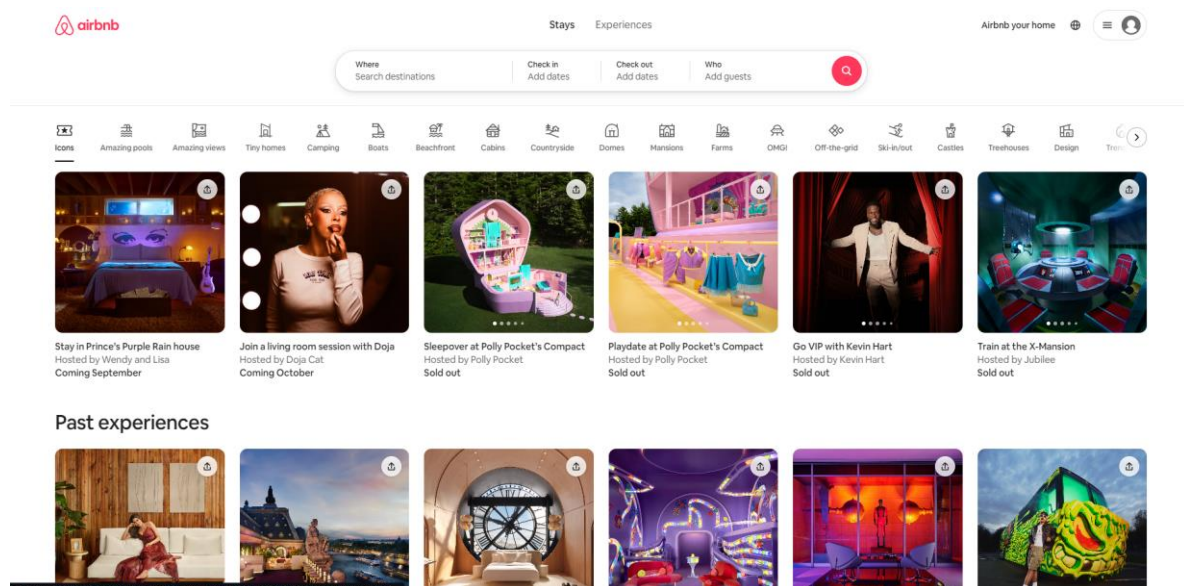 airbnb
Stays Experiences
Airbnb your home
Where Check in Check out Who
Search destinations Add dates Add dates Add guests
Icons Amazing pools Amazing views Tiny homes Camping Boats Beachfront Cabins Countryside Domes Mansions Farms OMG! Off-the-grid Ski-in/out Castles Treehouses Design
Stay in Prince's Purple Rain house
Hosted by Wendy and Lisa
Coming September
Join a living room session with Doja
Hosted by Doja Cat
Coming October
Sleepover at Polly Pocket's Compact
Hosted by Polly Pocket
Sold out
Playdate at Polly Pocket's Compact
Hosted by Polly Pocket
Sold out
Go VIP with Kevin Hart
Hosted by Kevin Hart
Sold out
Train at the X-Mansion
Hosted by Jubilee
Sold out
Past experiences